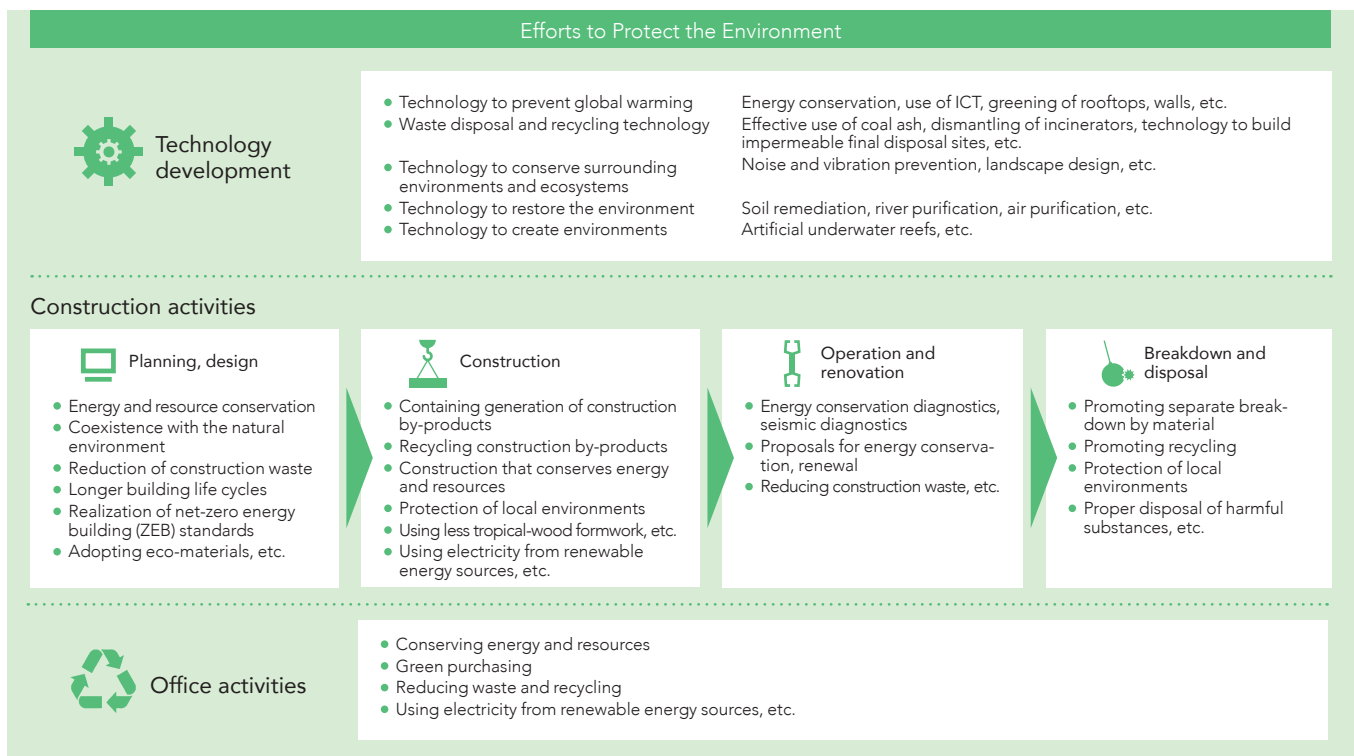 Efforts to Protect the Environment
Technology
development
• Technology to prevent global warming Energy conservation, use of ICT, greening of rooftops, walls, etc.
• Waste disposal and recycling technology Effective use of coal ash, dismantling of incinerators, technology to build
impermeable final disposal sites, etc.
• Technology to conserve surrounding Noise and vibration prevention, landscape design, etc.
environments and ecosystems
• Technology to restore the environment Soil remediation, river purification, air purification, etc.
• Technology to create environments Artificial underwater reefs, etc.
Construction activities
Planning, design
• Energy and resource conservation
• Coexistence with the natural
environment
• Reduction of construction waste
• Longer building life cycles
• Realization of net-zero energy
building (ZEB) standards
• Adopting eco-materials, etc.
Construction
• Containing generation of construction
by-products
• Recycling construction by-products
• Construction that conserves energy
and resources
• Protection of local environments
• Using less tropical-wood formwork, etc.
• Using electricity from renewable
energy sources, etc.
Operation and
renovation
• Energy conservation diagnostics,
seismic diagnostics
• Proposals for energy conserva-
tion, renewal
• Reducing construction waste, etc.
Breakdown and
disposal
• Promoting separate break-
down by material
• Promoting recycling
• Protection of local
environments
• Proper disposal of harmful
substances, etc.
Office activities
• Conserving energy and resources
• Green purchasing
• Reducing waste and recycling
• Using electricity from renewable energy sources, etc.